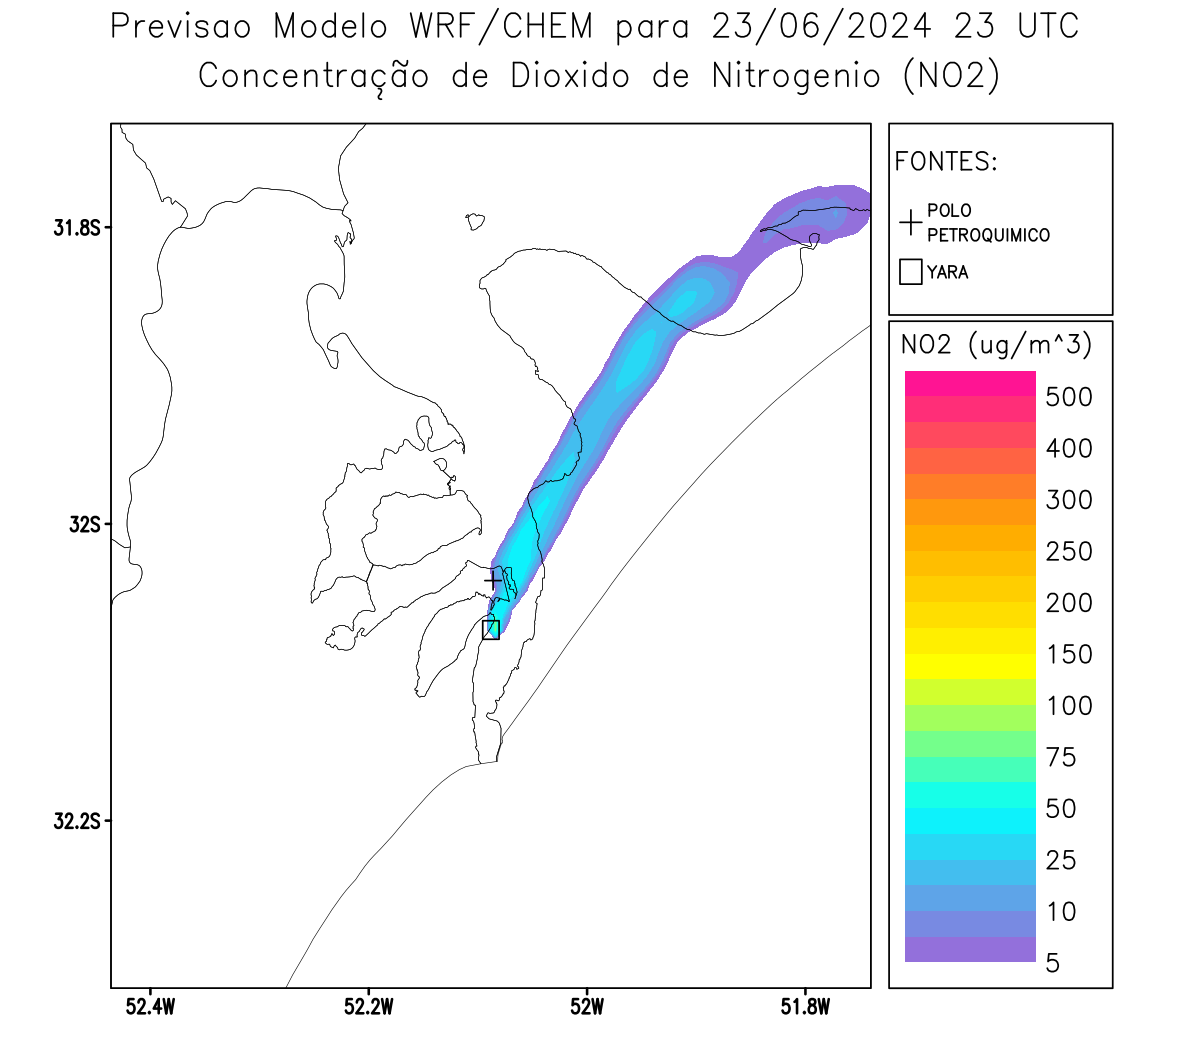 Previsao Modelo WRF/CHEM para 23/06/2024 23 UTC
Concentração de Dioxido de Nitrogenio (NO2)
FONTES:
POLO
PETROQUIMICO
YARA
NO2 (ug/m^3)
500
400
300
250
200
150
100
75
50
25
10
5
31.8S
32S
32.2S
52.4W
52.2W
52W
51.8W